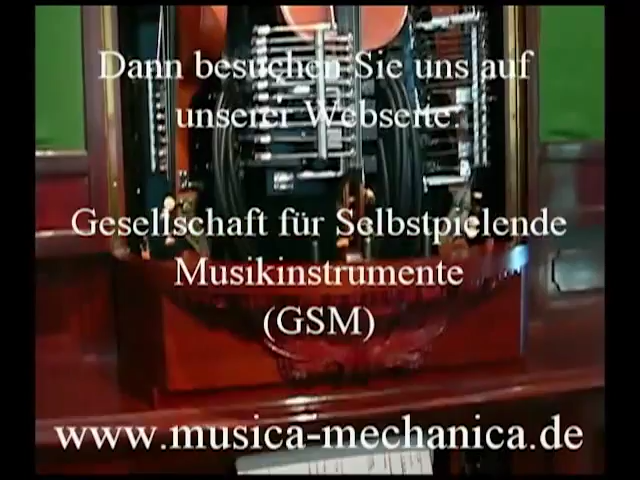 Dann besuchen Sie uns auf
unserer Webseite:
Gesellschaft für Selbstpielende
Musikinstrumente
(GSM)
www.musica-mechanica.de